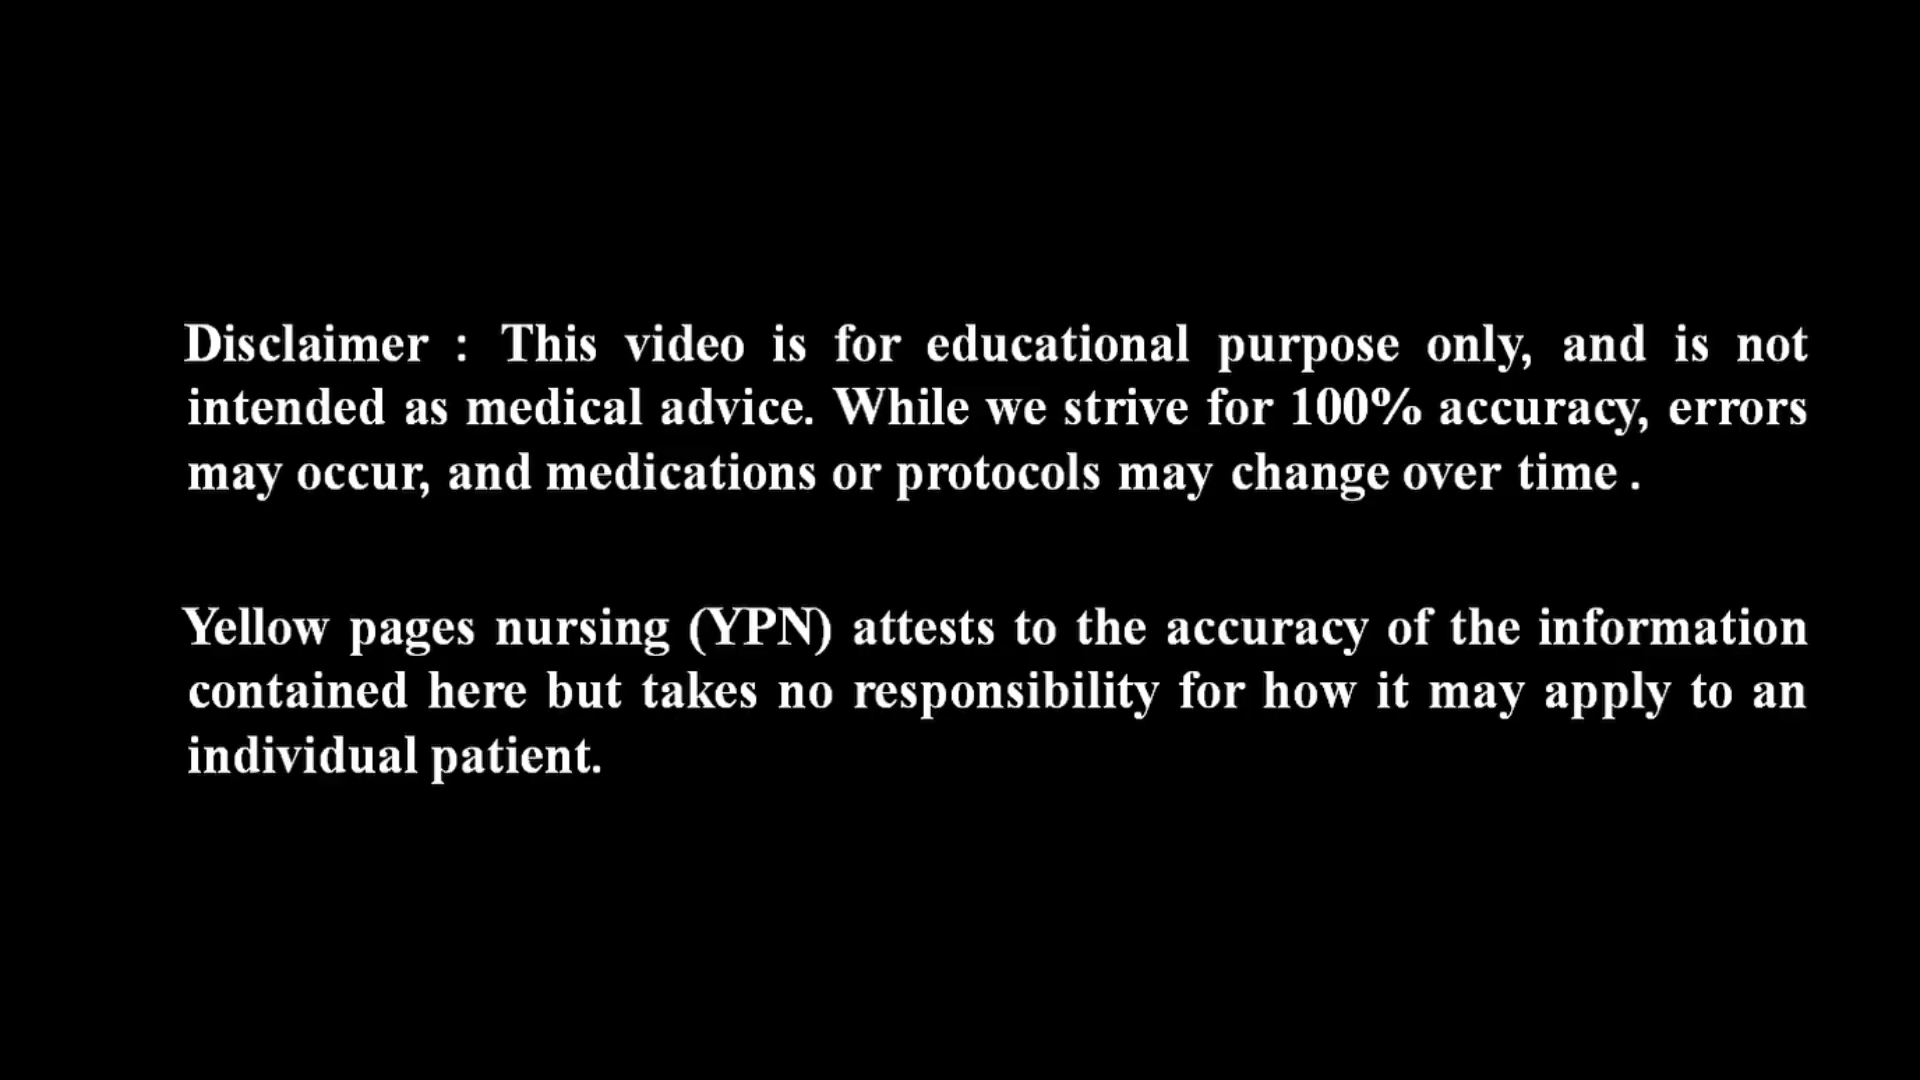 Disclaimer : This video is for educational purpose only, and is not
intended as medical advice. While we strive for 100% accuracy, errors
may occur, and medications or protocols may change over time .
Yellow pages nursing (YPN) attests to the accuracy of the information
contained here but takes no responsibility for how it may apply to an
individual patient.